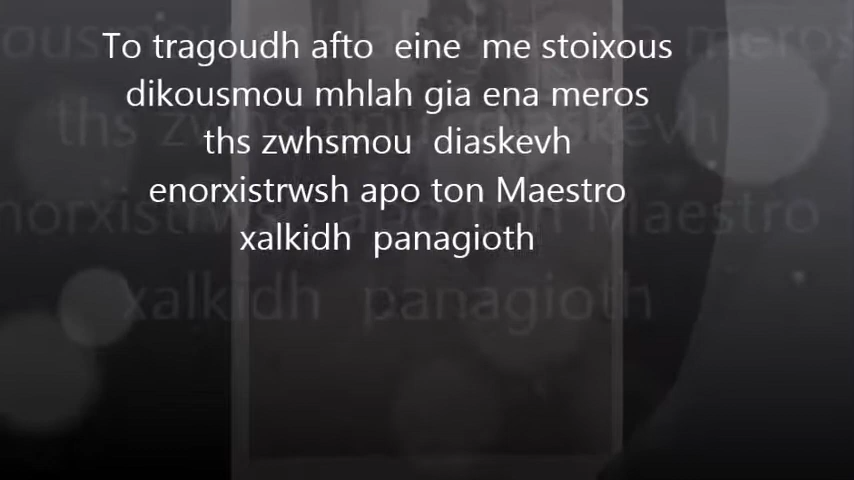 To tragoudh afto eine me stoixous
dikousmou mhlah gia ena meros
ths zwhsmou diaskevh
enorxistrwsh apo ton Maestro
xalkidh panagioth